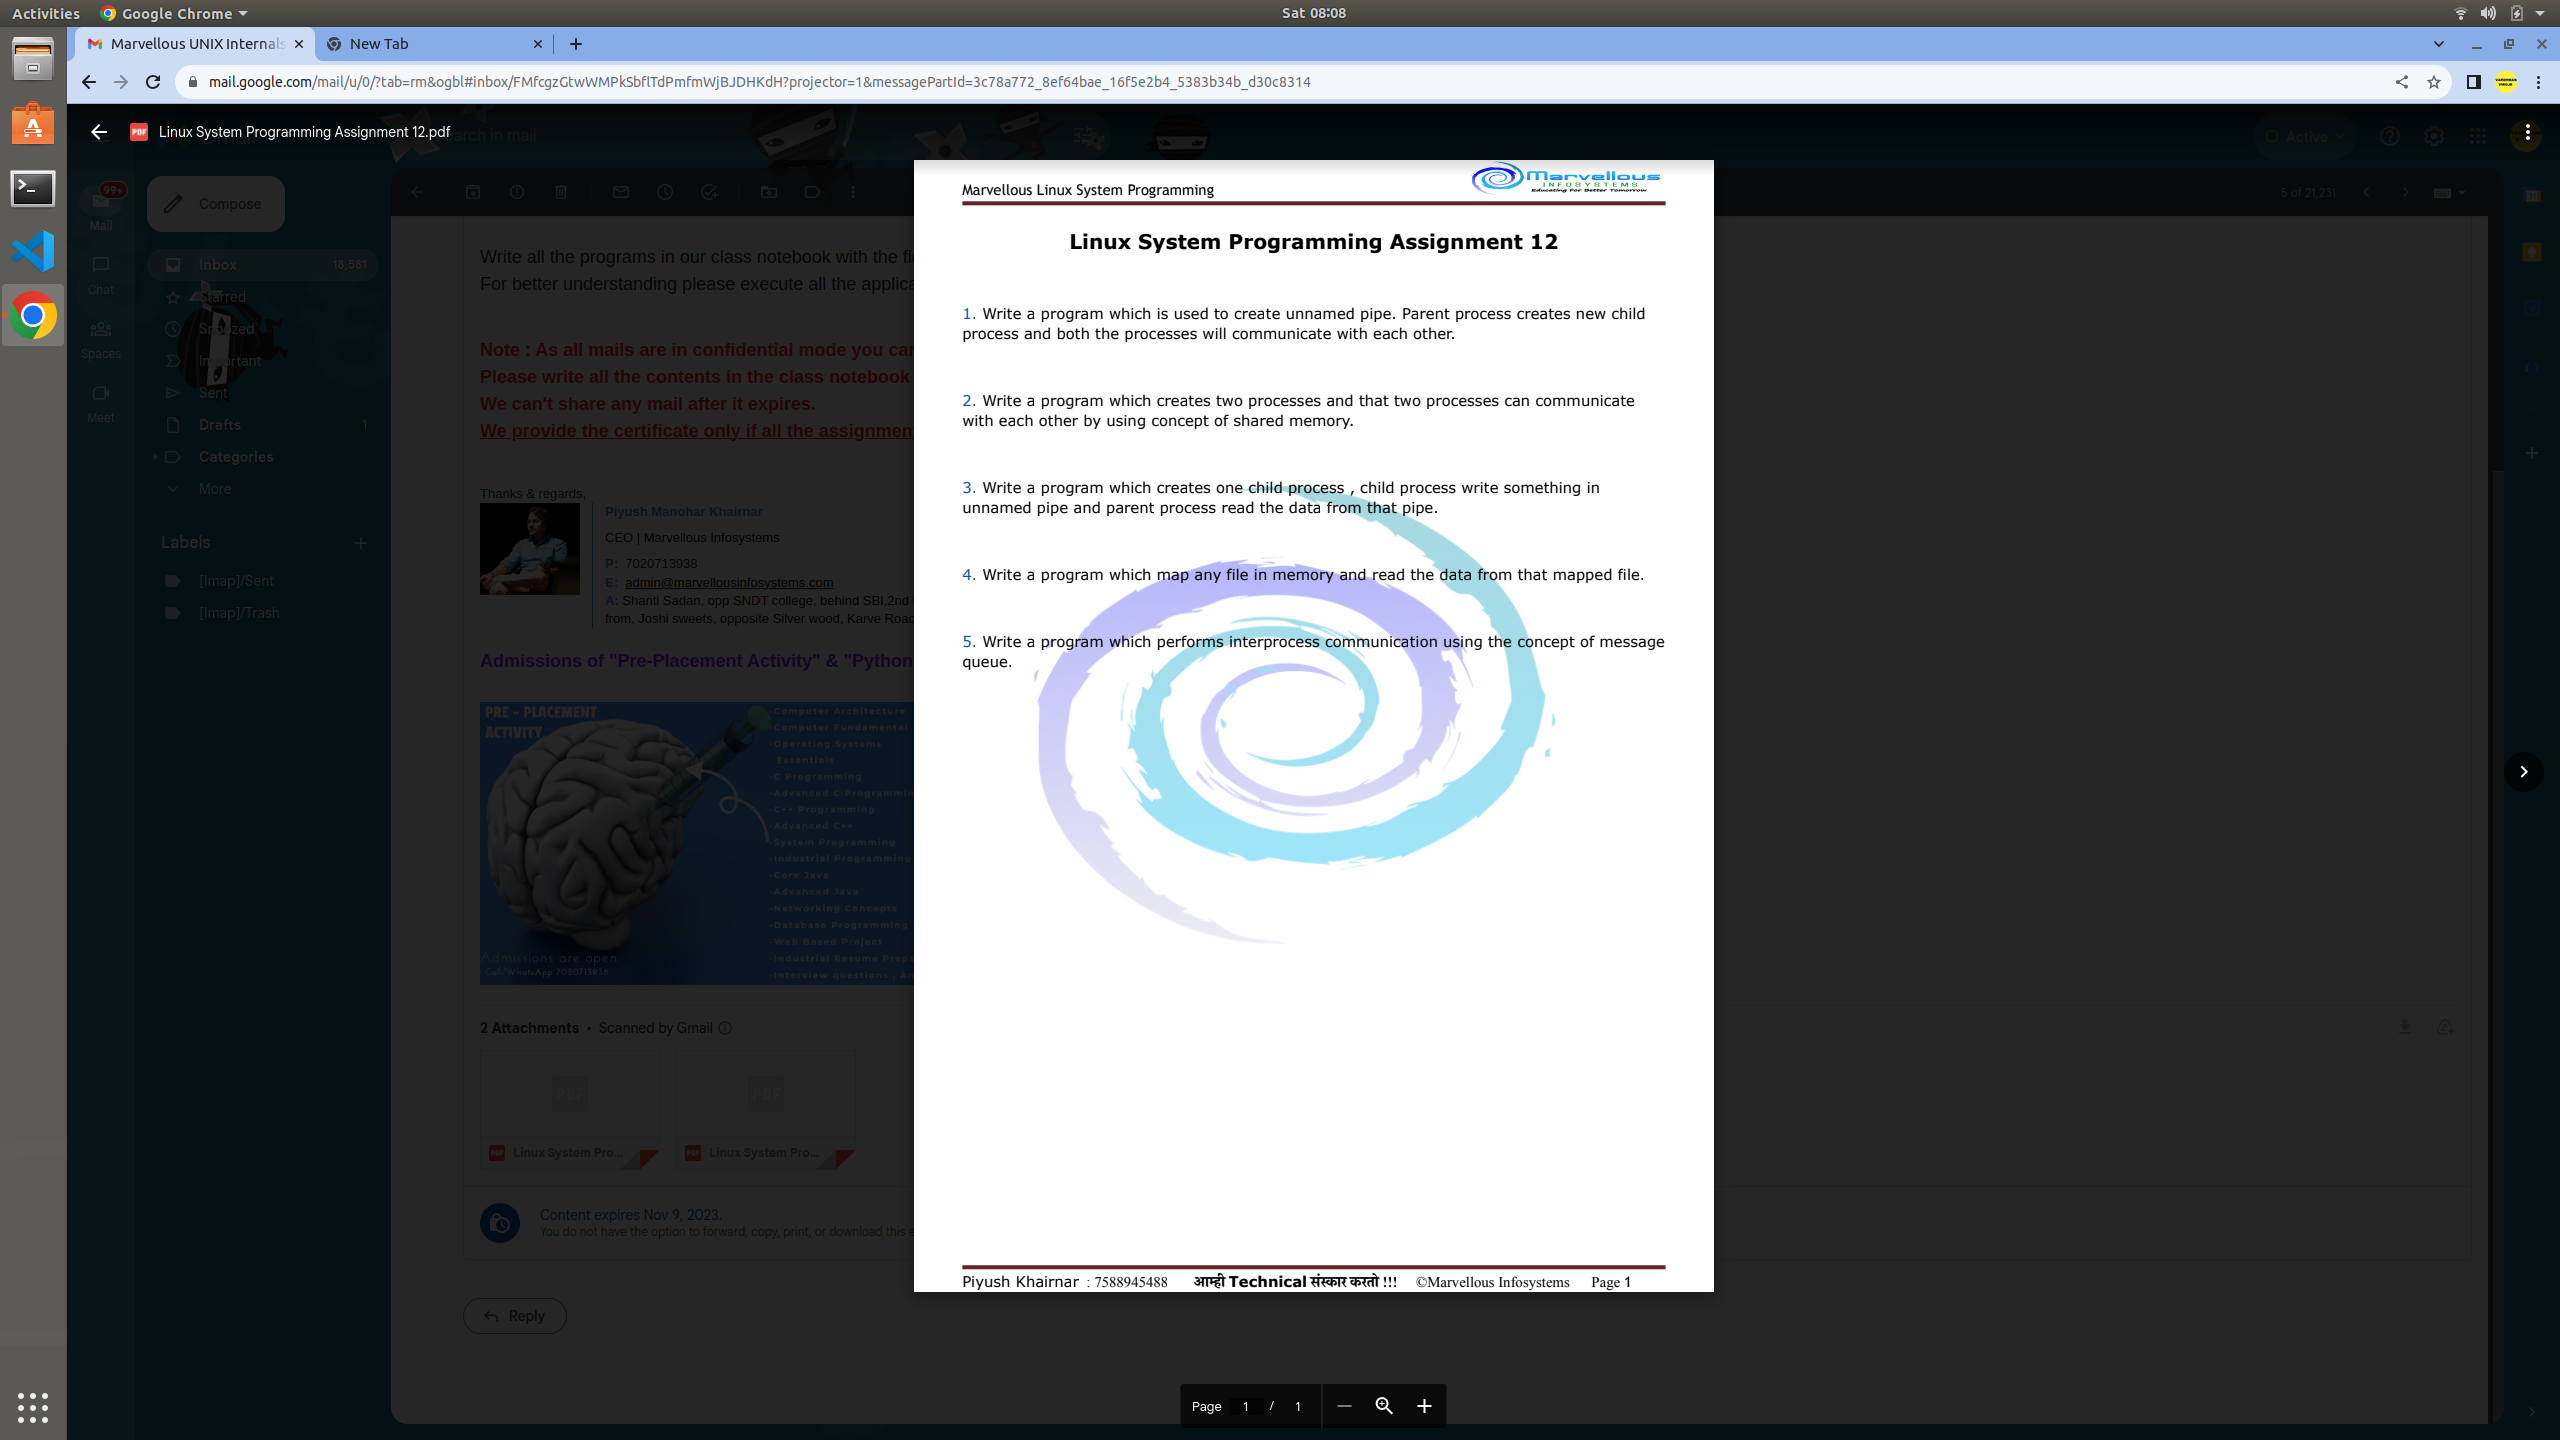 Activities
Google Chrome
Sat 08:08
Marvellous UNIX Internals
New Tab
mail.google.com/mail/u/0/?tab=rm&ogbl#inbox/FMfcgzGtwWMPkSbflTdPmfmWjBJDHKdH?projector=1&messagePartId=3c78a772_8ef64bae_16f5e2b4_5383b34b_d30c8314
PDF Linux System Programming Assignment 12.pdf
in mail
Active
99+
Mail
Chat
Spaces
Meet
Compose
Inbox 18,581
Starred
Snoozed
Important
Sent
Drafts 1
Categories
More
Labels
[Imap]/Sent
[Imap]/Trash
5 of 21,231
Write all the programs in our class notebook with the
For better understanding please execute all the
Note : As all mails are in confidential mode you
Please write all the contents in the class notebook
We can't share any mail after it expires.
We provide the certificate only if all the
Thanks & regards,
Piyush Manohar Khairnar
CEO | Marvellous Infosystems
P: 7020713938
E: admin@marvellousinfosystems.com
A: Shanti Sadan, opp SNDT college, behind SBI,2nd
from, Joshi sweets, opposite Silver wood, Karve
Admissions of "Pre-Placement Activity" & "Python
PRE - PLACEMENT
ACTIVITY
-Computer Architecture
-Computer Fundamental
-Operating Systems
Essentials
-C Programming
-Advanced C Programmin
-C++ Programming
-Advanced C++
-System Programming
-Industrial Programming
-Core Java
-Advanced Java
-Networking Concepts
-Database Programming
-Web Based Project
-Industrial Resume
-Interview questions ,
Admissions are open.
Call/WhatsApp 7020713938
2 Attachments • Scanned by Gmail
PDF
PDF
PDF Linux System Pro...
PDF Linux System Pro...
Content expires Nov 9, 2023.
You do not have the option to forward, copy, print, or download this
Reply
Marvellous Linux System Programming
Marvellous
INFOSYSTEMS
Educating For Better Tomorrow
Linux System Programming Assignment 12
1. Write a program which is used to create unnamed pipe. Parent process creates new child
process and both the processes will communicate with each other.
2. Write a program which creates two processes and that two processes can communicate
with each other by using concept of shared memory.
3. Write a program which creates one child process , child process write something in
unnamed pipe and parent process read the data from that pipe.
4. Write a program which map any file in memory and read the data from that mapped file.
5. Write a program which performs interprocess communication using the concept of message
queue.
Piyush Khairnar : 7588945488 आम्ही Technical संस्कार करतो !!! ©Marvellous Infosystems Page 1
Page 1 / 1